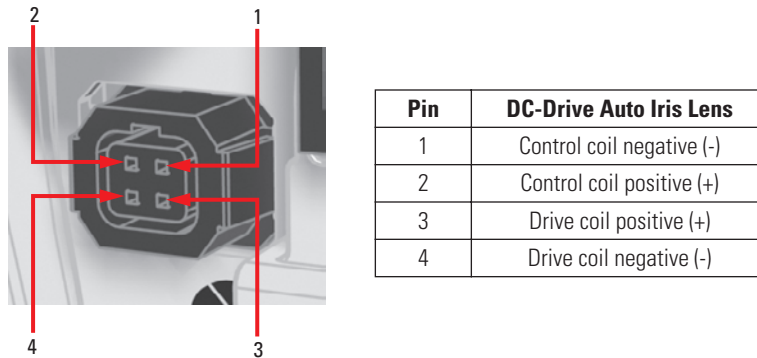 2 1
Pin DC-Drive Auto Iris Lens
1 Control coil negative (-)
2 Control coil positive (+)
3 Drive coil positive (+)
4 Drive coil negative (-)
4 3